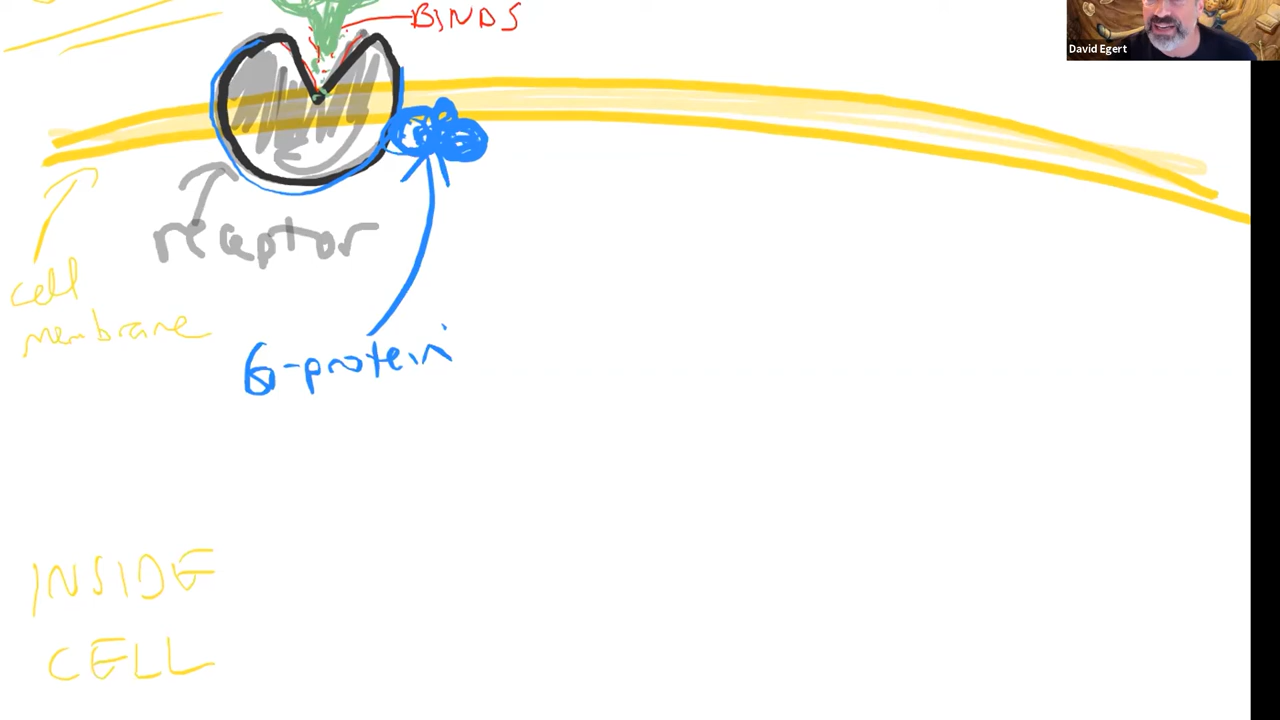 BINDS
David Egert
receptor
cell
membrane
G-protein
INSIDE
CELL